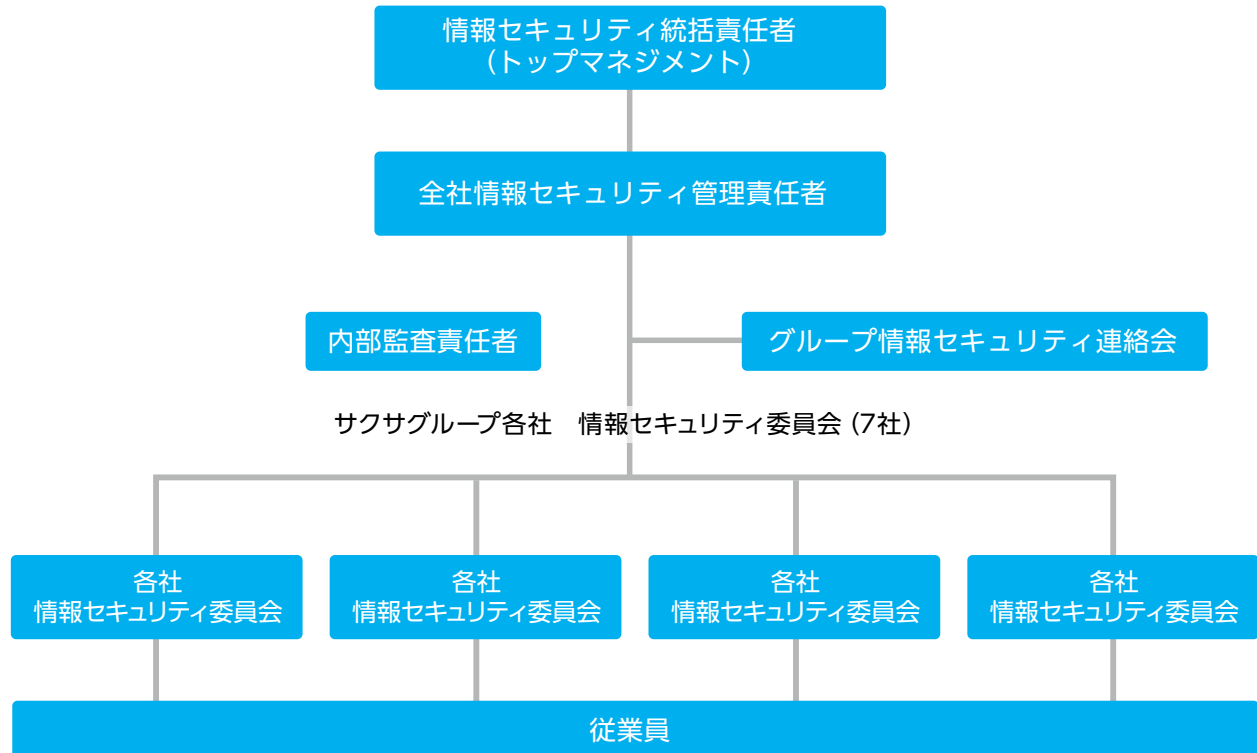 情報セキュリティ統括責任者
（トップマネジメント）
全社情報セキュリティ管理責任者
内部監査責任者
グループ情報セキュリティ連絡会
サクサグループ各社　情報セキュリティ委員会（7社）
各社
情報セキュリティ委員会
各社
情報セキュリティ委員会
各社
情報セキュリティ委員会
各社
情報セキュリティ委員会
従業員